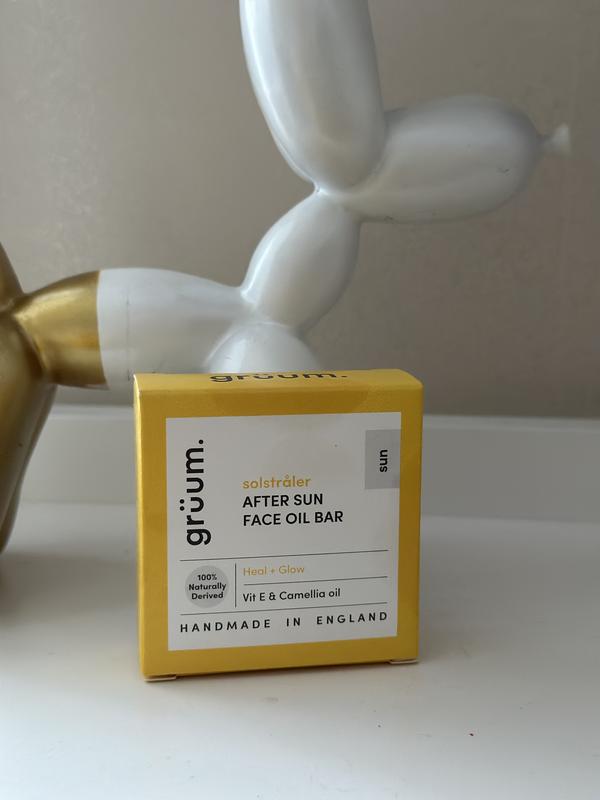 grüum.
grüum.
sun
solstråler
AFTER SUN
FACE OIL BAR
100%
Naturally
Derived
Heal + Glow
Vit E & Camellia oil
HANDMADE IN ENGLAND